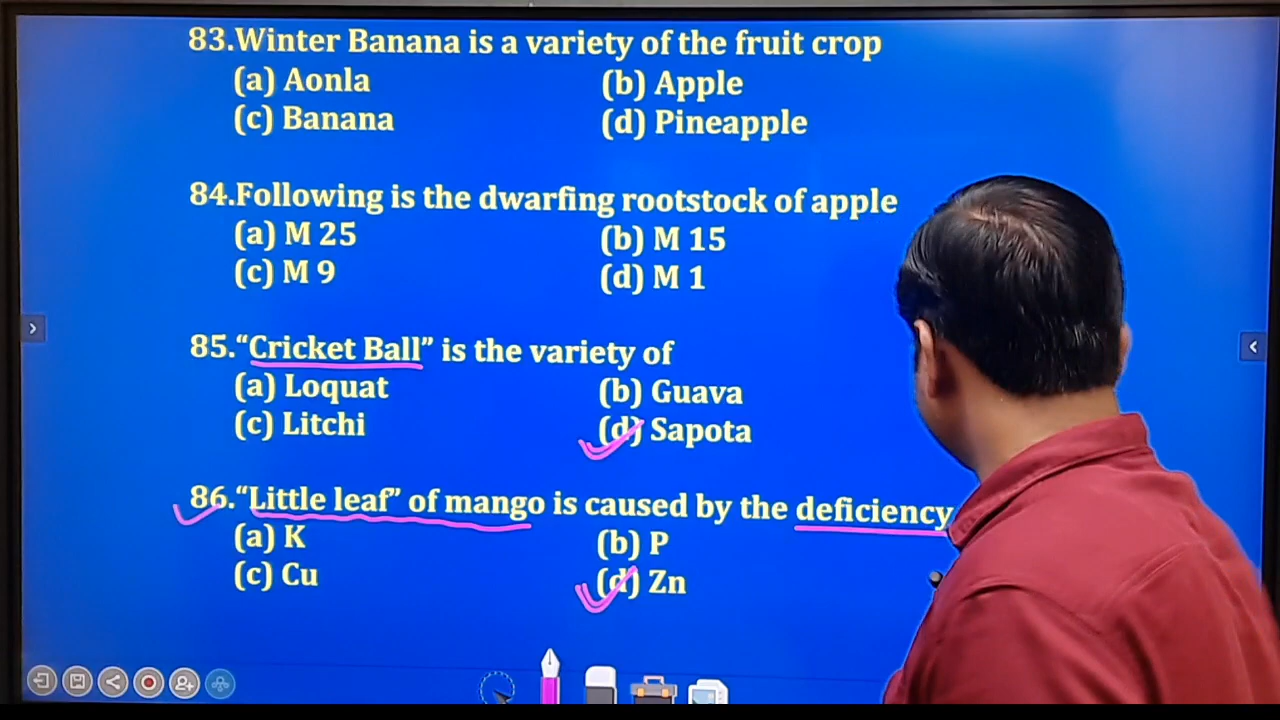 83.Winter Banana is a variety of the fruit crop
(a) Aonla (b) Apple
(c) Banana (d) Pineapple
84.Following is the dwarfing rootstock of apple
(a) M 25 (b) M 15
(c) M 9 (d) M 1
85.“Cricket Ball” is the variety of
(a) Loquat (b) Guava
(c) Litchi (d) Sapota
86.“Little leaf” of mango is caused by the deficiency
(a) K (b) P
(c) Cu (d) Zn